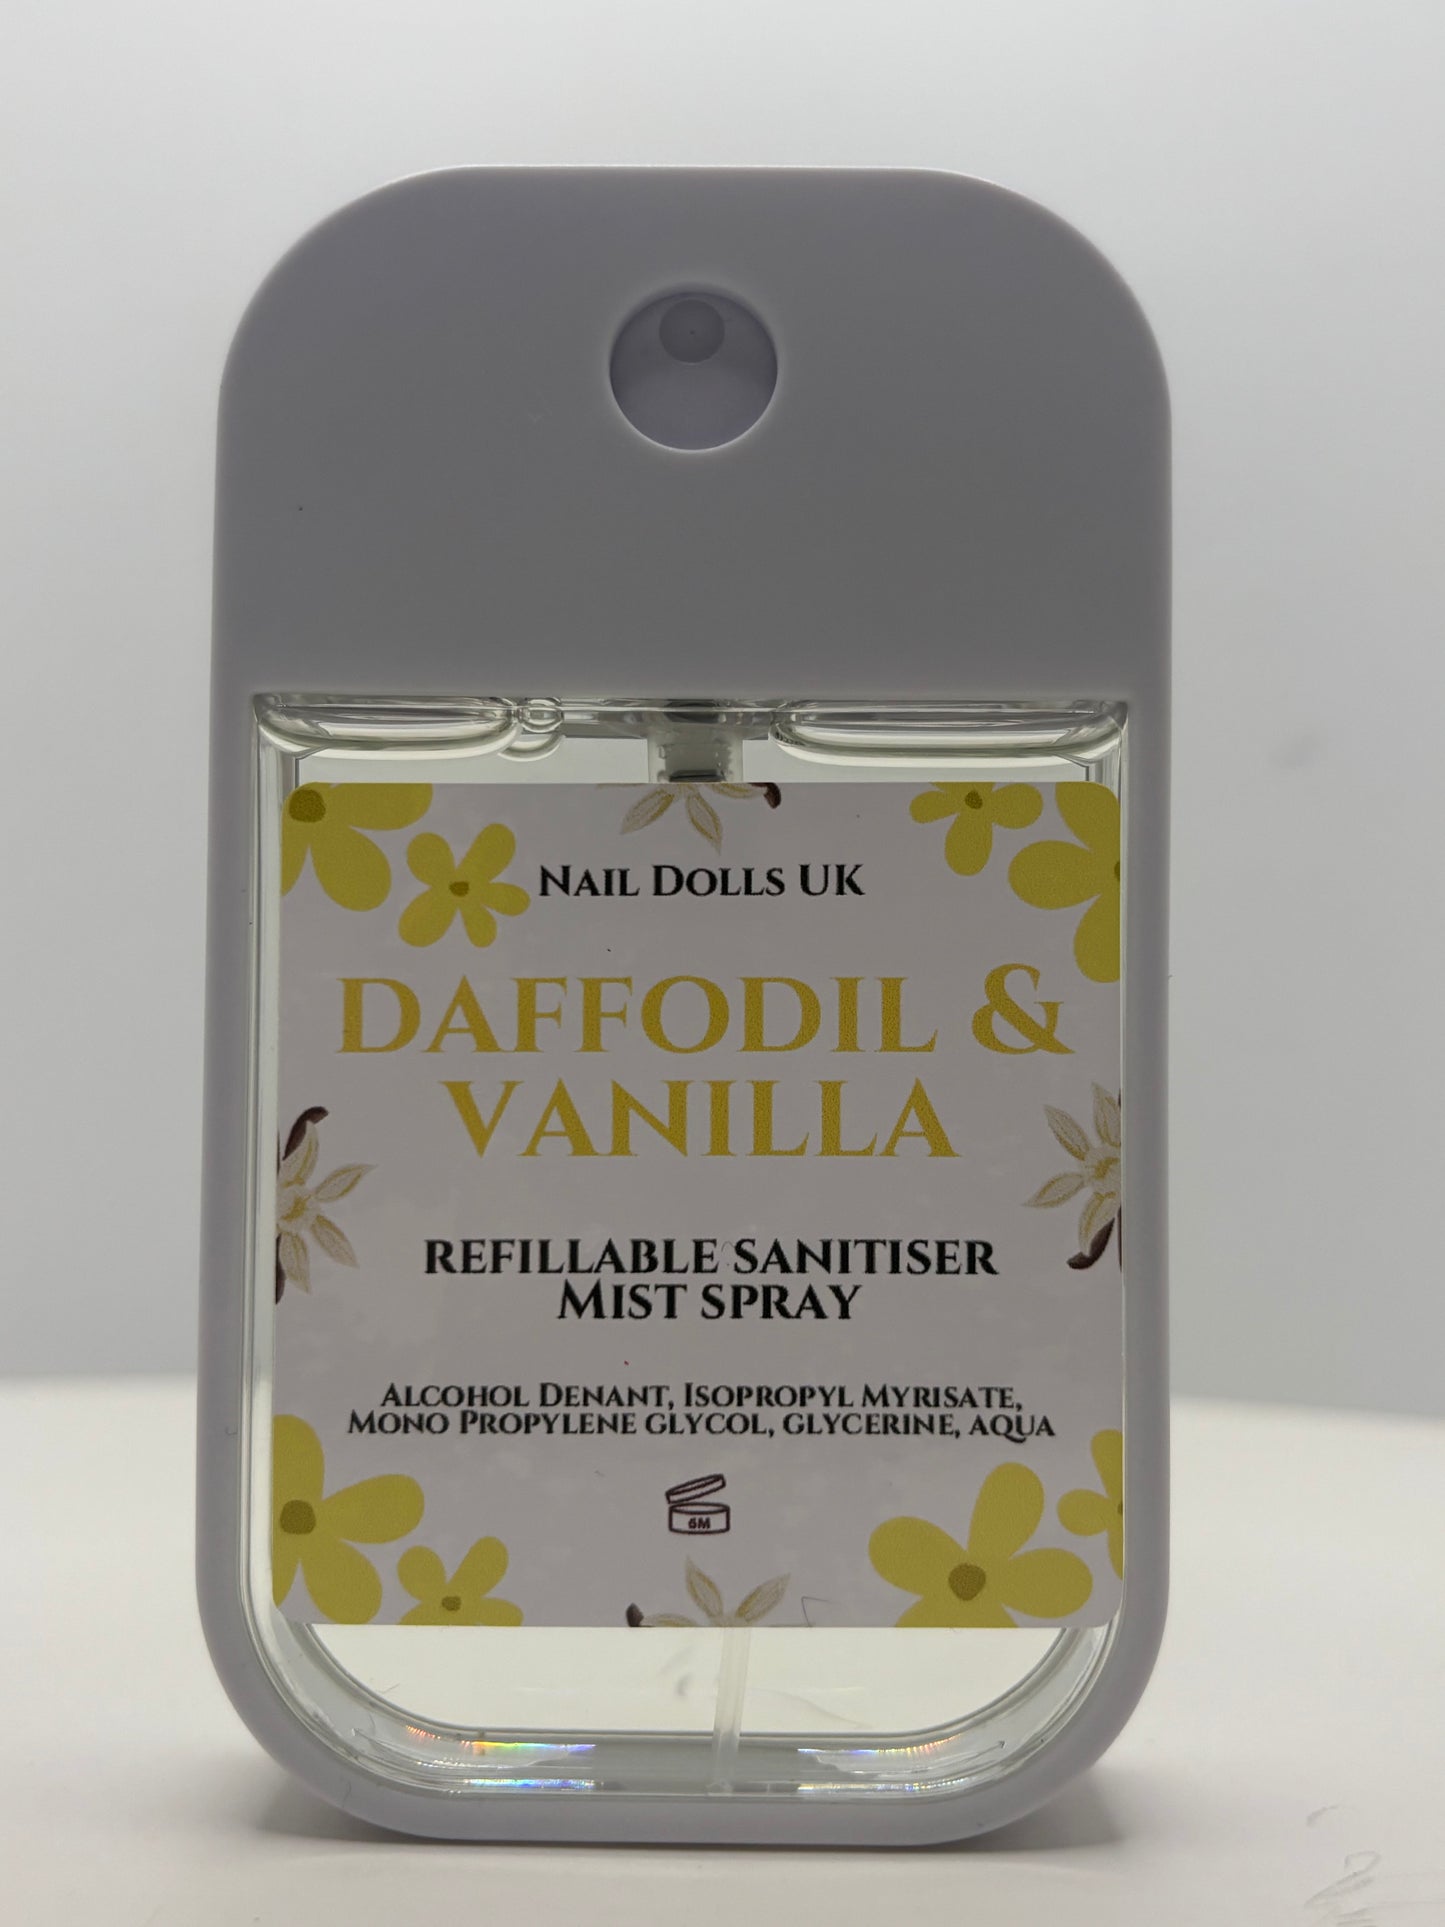 Nail Dolls UK
DAFFODIL &
VANILLA
REFILLABLE SANITISER
MIST SPRAY
Alcohol Denant, Isopropyl Myrisate,
Mono Propylene glycol, glycerine, aqua
6M